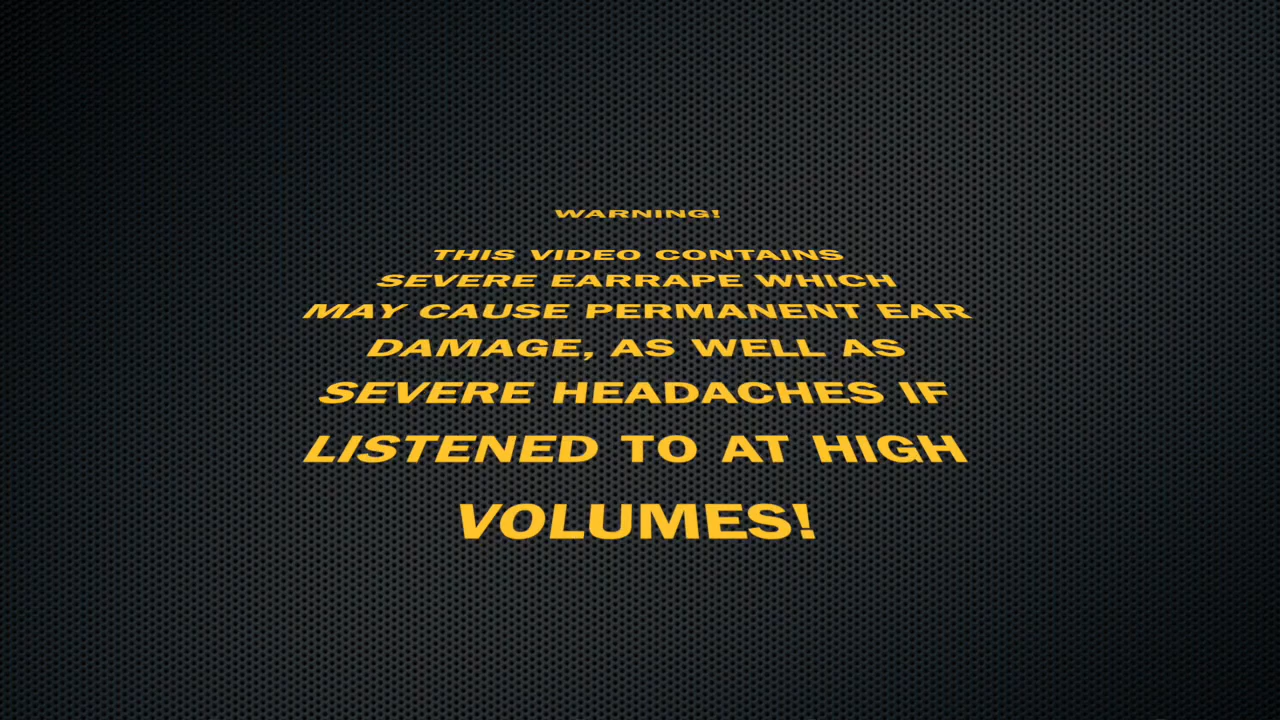 WARNING!
THIS VIDEO CONTAINS
SEVERE EARRAPE WHICH
MAY CAUSE PERMANENT EAR
DAMAGE, AS WELL AS
SEVERE HEADACHES IF
LISTENED TO AT HIGH
VOLUMES!